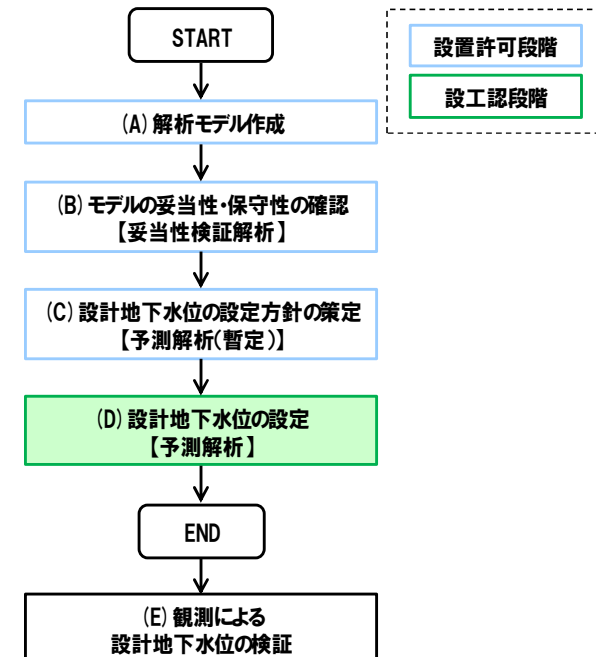 START
設置許可段階
設工認段階
(A)解析モデル作成
(B)モデルの妥当性・保守性の確認
【妥当性検証解析】
(C)設計地下水位の設定方針の策定
【予測解析(暫定)】
(D)設計地下水位の設定
【予測解析】
END
(E)観測による
設計地下水位の検証